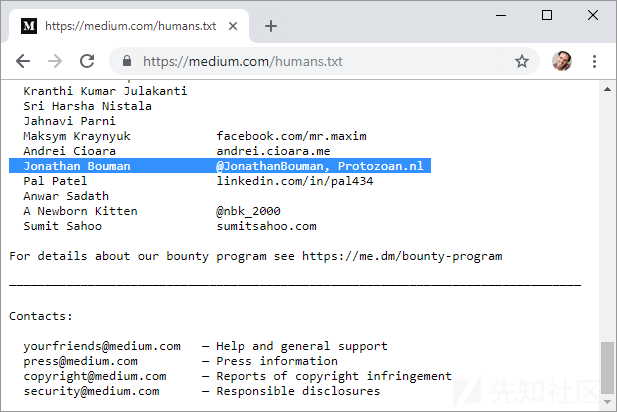 M https://medium.com/humans.txt
https://medium.com/humans.txt
Kranthi Kumar Julakanti
Sri Harsha Nistala
Jahnavi Parni
Maksym Kraynyuk facebook.com/mr.maxim
Andrei Cioara andrei.cioara.me
Jonathan Bouman @JonathanBouman, Protozoan.nl
Pal Patel linkedin.com/in/pal434
Anwar Sadath
A Newborn Kitten @nbk_2000
Sumit Sahoo sumitsahoo.com
For details about our bounty program see https://me.dm/bounty-program
Contacts:
yourfriends@medium.com — Help and general support
press@medium.com — Press information
copyright@medium.com — Reports of copyright infringement
security@medium.com — Responsible disclosures
先知社区